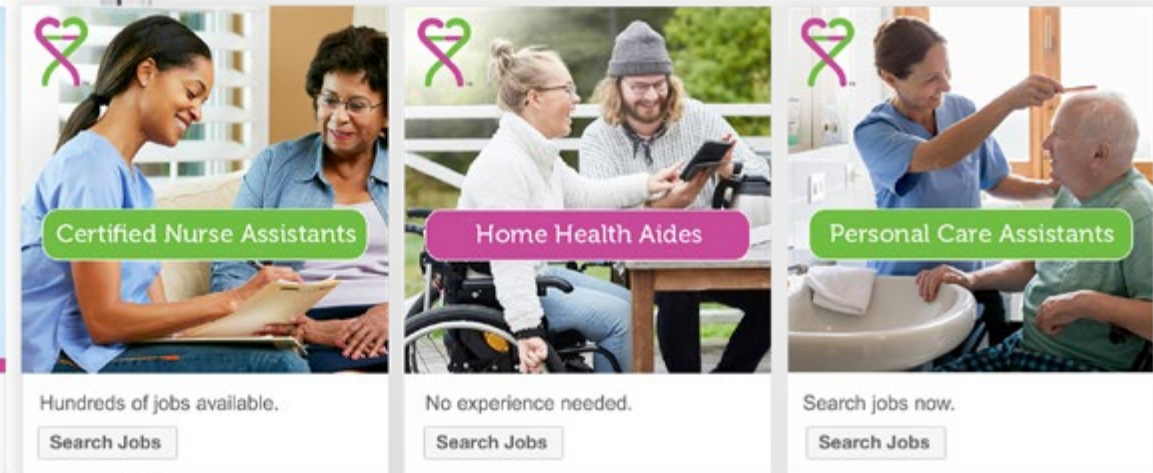 Certified Nurse Assistants
Home Health Aides
Personal Care Assistants
Hundreds of jobs available.
No experience needed.
Search jobs now.
Search Jobs
Search Jobs
Search Jobs